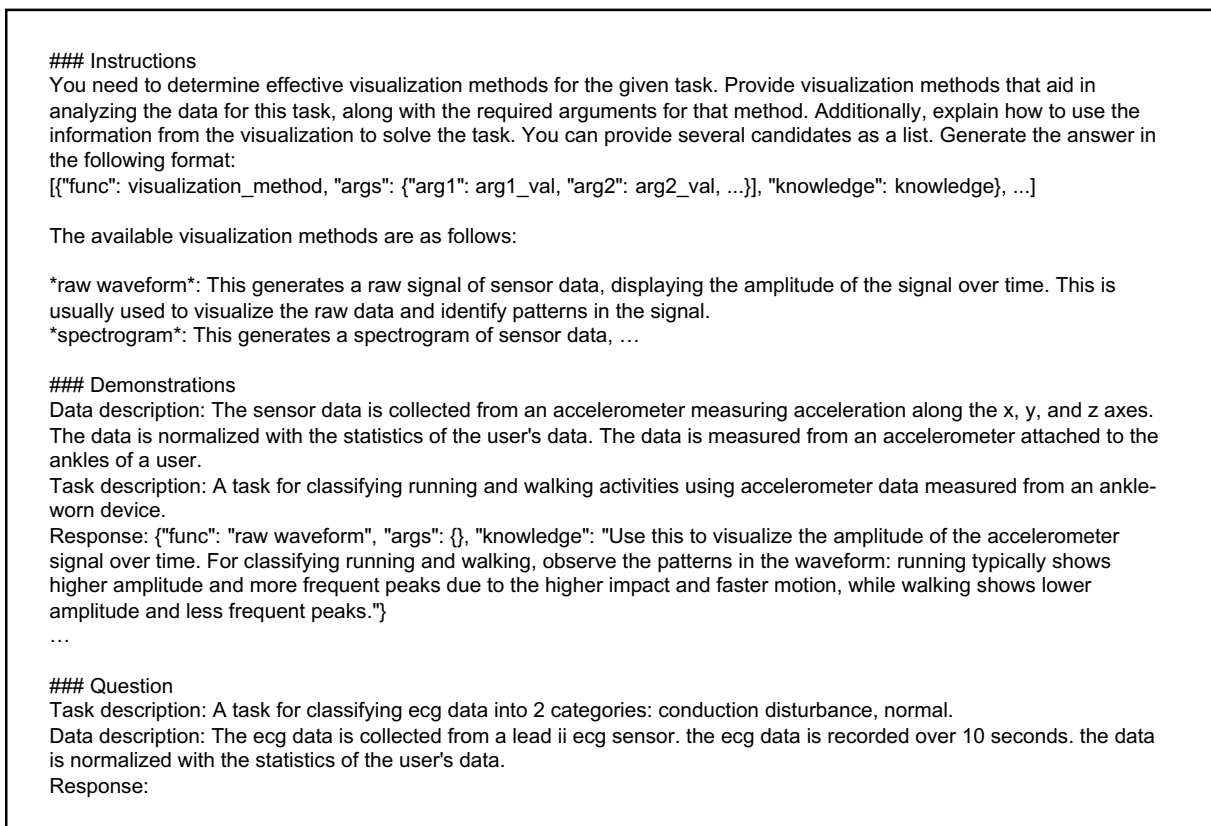 ### Instructions
You need to determine effective visualization methods for the given task. Provide visualization methods that aid in
analyzing the data for this task, along with the required arguments for that method. Additionally, explain how to use the
information from the visualization to solve the task. You can provide several candidates as a list. Generate the answer in
the following format:
[{"func": visualization_method, "args": {"arg1": arg1_val, "arg2": arg2_val, ...}], "knowledge": knowledge}, ...]
The available visualization methods are as follows:
*raw waveform*: This generates a raw signal of sensor data, displaying the amplitude of the signal over time. This is
usually used to visualize the raw data and identify patterns in the signal.
*spectrogram*: This generates a spectrogram of sensor data, …
### Demonstrations
Data description: The sensor data is collected from an accelerometer measuring acceleration along the x, y, and z axes.
The data is normalized with the statistics of the user's data. The data is measured from an accelerometer attached to the
ankles of a user.
Task description: A task for classifying running and walking activities using accelerometer data measured from an ankle-
worn device.
Response: {"func": "raw waveform", "args": {}, "knowledge": "Use this to visualize the amplitude of the accelerometer
signal over time. For classifying running and walking, observe the patterns in the waveform: running typically shows
higher amplitude and more frequent peaks due to the higher impact and faster motion, while walking shows lower
amplitude and less frequent peaks."}
…
### Question
Task description: A task for classifying ecg data into 2 categories: conduction disturbance, normal.
Data description: The ecg data is collected from a lead ii ecg sensor. the ecg data is recorded over 10 seconds. the data
is normalized with the statistics of the user's data.
Response: